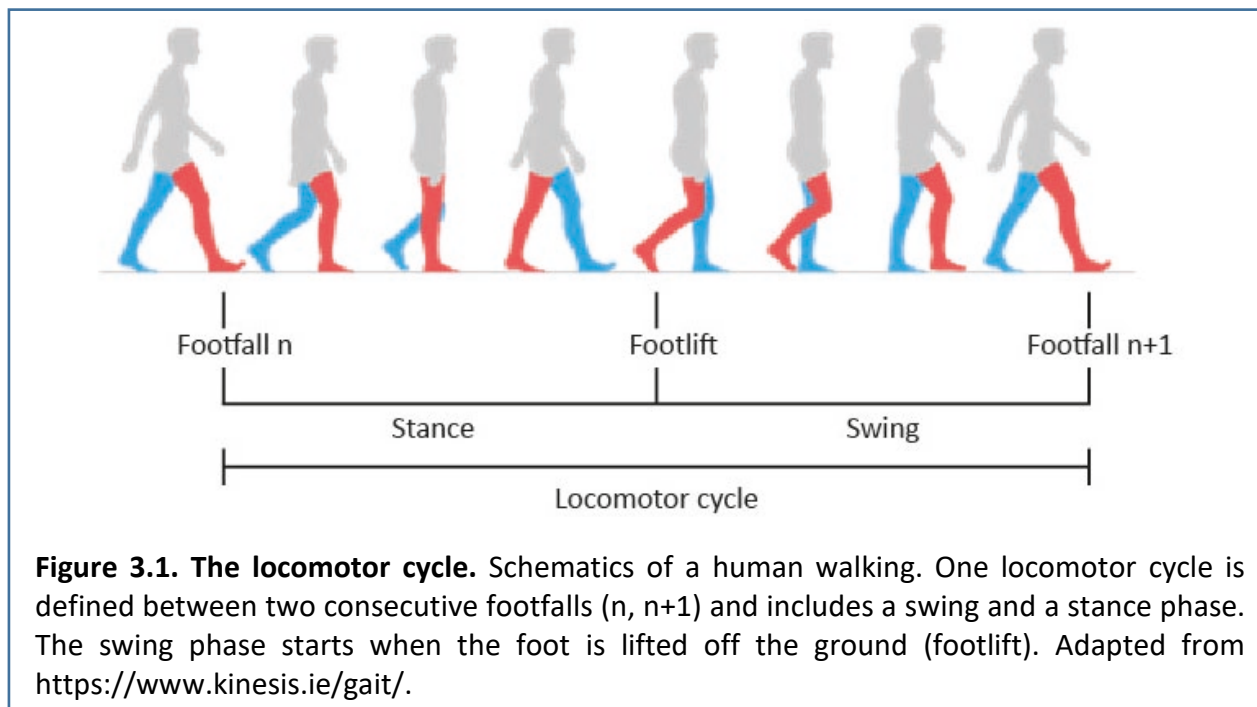 Footfall n Footlift Footfall n+1
Stance Swing
Locomotor cycle
Figure 3.1. The locomotor cycle. Schematics of a human walking. One locomotor cycle is
defined between two consecutive footfalls (n, n+1) and includes a swing and a stance phase.
The swing phase starts when the foot is lifted off the ground (footlift). Adapted from
https://www.kinesis.ie/gait/.